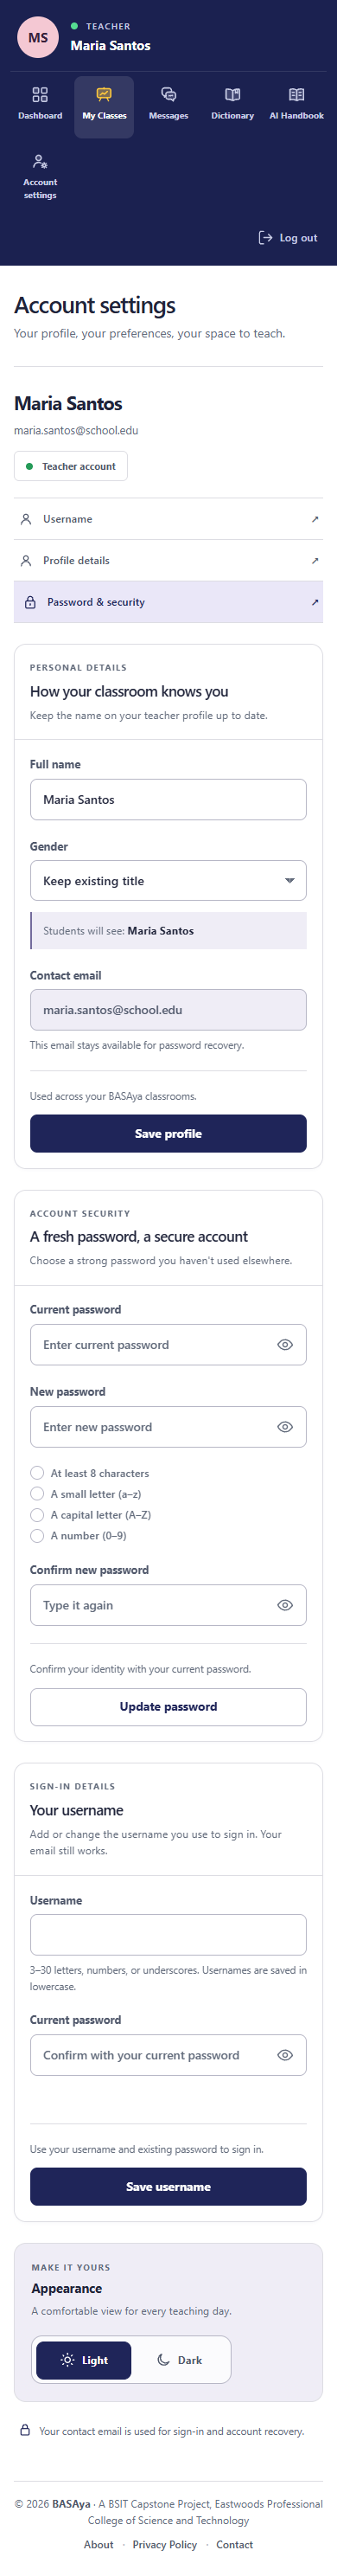 MS
TEACHER
Maria Santos
Dashboard
My Classes
Messages
Dictionary
AI Handbook
Account
settings
Log out
Account settings
Your profile, your preferences, your space to teach.
Maria Santos
maria.santos@school.edu
Teacher account
Username ↗
Profile details ↗
Password & security ↗
PERSONAL DETAILS
How your classroom knows you
Keep the name on your teacher profile up to date.
Full name
Maria Santos
Gender
Keep existing title
Students will see: Maria Santos
Contact email
maria.santos@school.edu
This email stays available for password recovery.
Used across your BASAya classrooms.
Save profile
ACCOUNT SECURITY
A fresh password, a secure account
Choose a strong password you haven't used elsewhere.
Current password
Enter current password
New password
Enter new password
At least 8 characters
A small letter (a–z)
A capital letter (A–Z)
A number (0–9)
Confirm new password
Type it again
Confirm your identity with your current password.
Update password
SIGN-IN DETAILS
Your username
Add or change the username you use to sign in. Your
email still works.
Username
3–30 letters, numbers, or underscores. Usernames are saved in
lowercase.
Current password
Confirm with your current password
Use your username and existing password to sign in.
Save username
MAKE IT YOURS
Appearance
A comfortable view for every teaching day.
Light
Dark
Your contact email is used for sign-in and account recovery.
© 2026 BASAya · A BSIT Capstone Project, Eastwoods Professional
College of Science and Technology
About · Privacy Policy · Contact